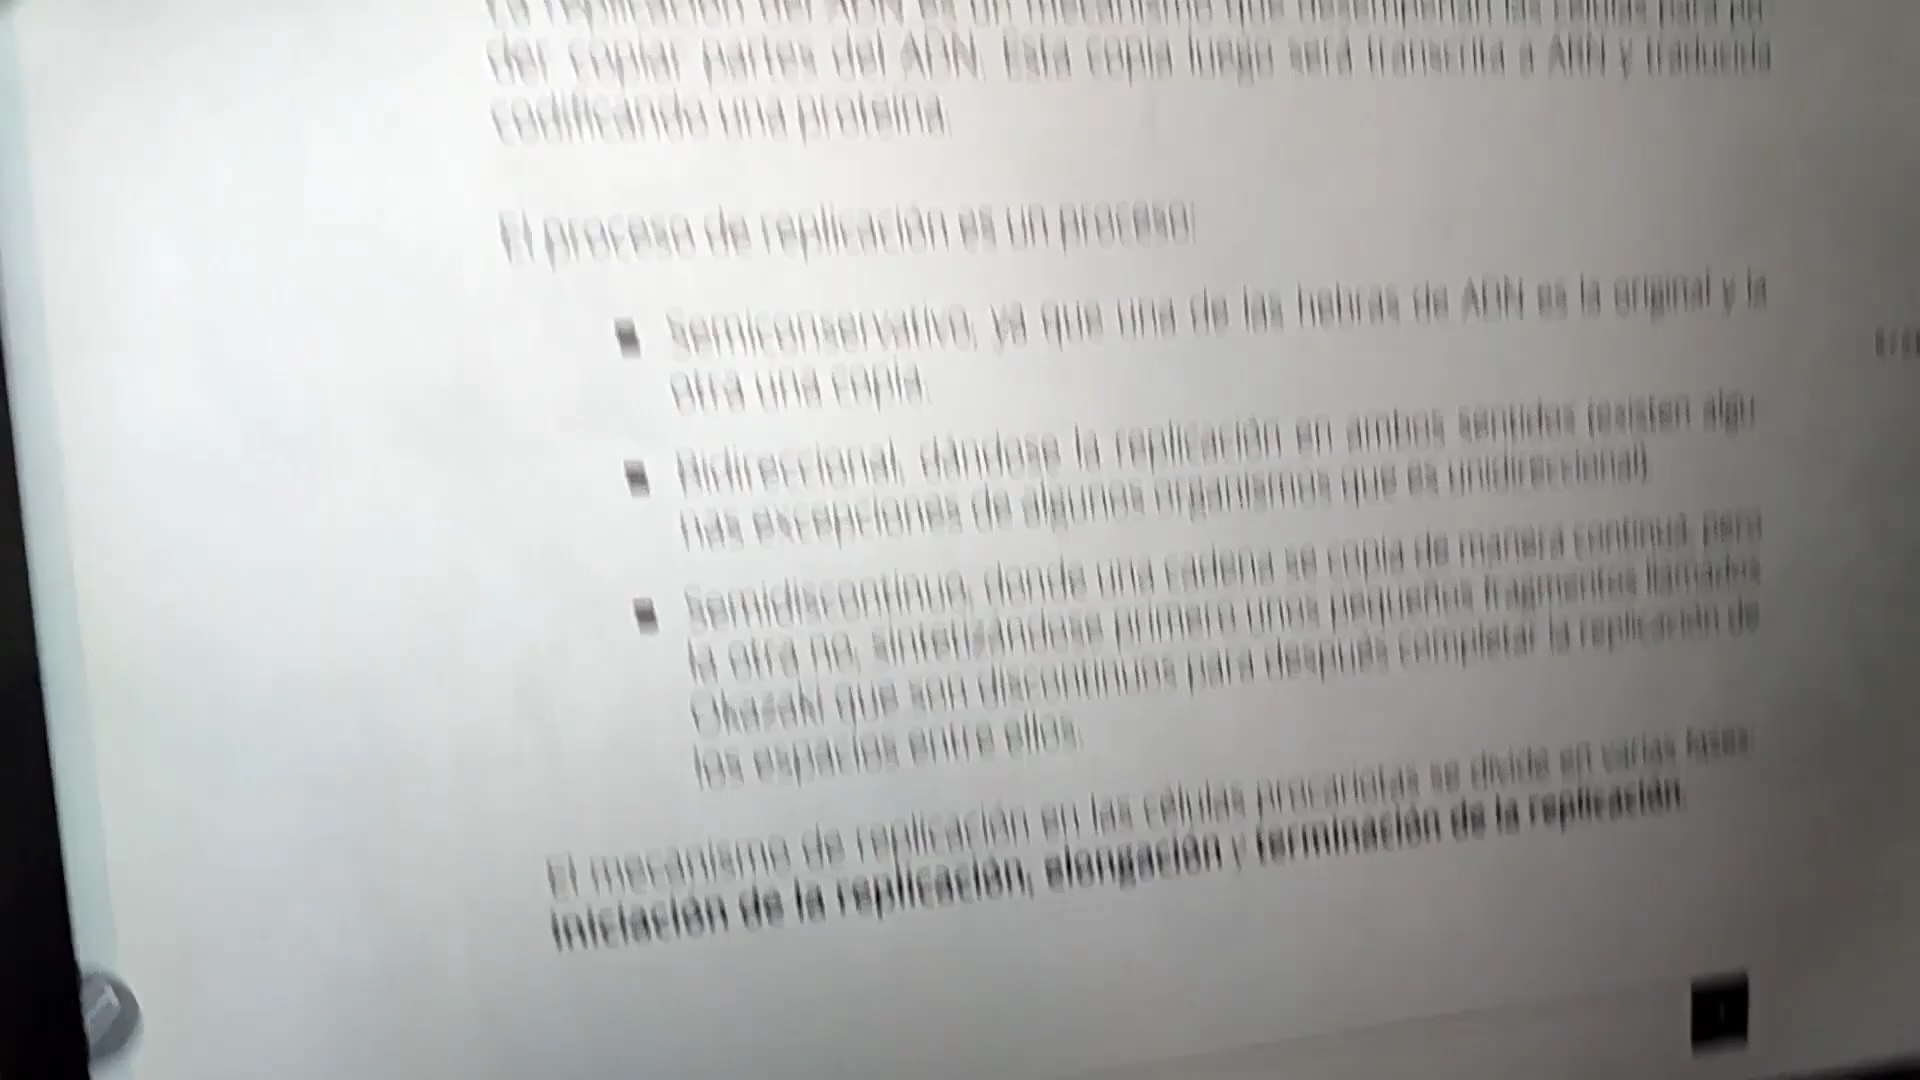 La replicación del ADN es un mecanismo que desempeñan las células para po-
der copiar partes del ADN. Esta copia luego será transcrita a ARN y traducida
codificando una proteína.
El proceso de replicación es un proceso:
Semiconservativo, ya que una de las hebras de ADN es la original y la
otra una copia.
Bidireccional, dándose la replicación en ambos sentidos (existen algu-
nas excepciones de algunos organismos que es unidireccional).
Semidiscontinuo, donde una cadena se copia de manera continua, pero
la otra no, sintetizándose primero unos pequeños fragmentos llamados
Okazaki que son discontinuos para después completar la replicación de
los espacios entre ellos.
El mecanismo de replicación en las células procariotas se divide en varias fases:
iniciación de la replicación, elongación y terminación de la replicación.